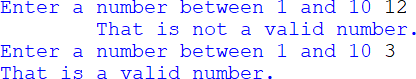 Enter a number between 1 and 10 12
That is not a valid number.
Enter a number between 1 and 10 3
That is a valid number.